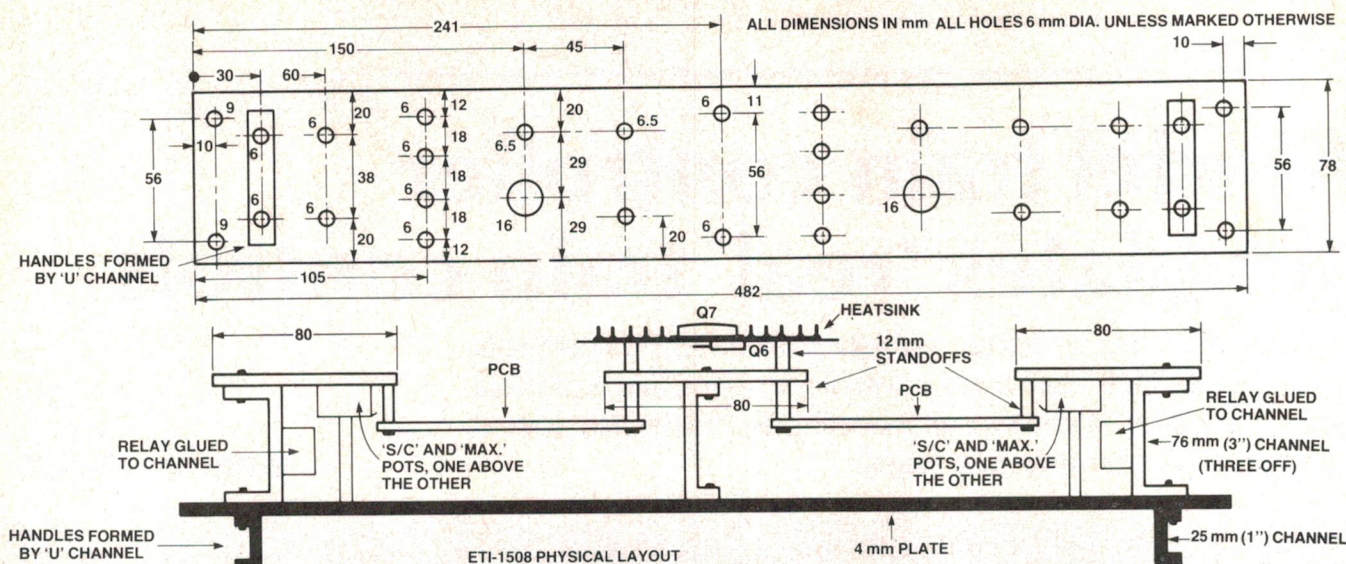 241
ALL DIMENSIONS IN mm ALL HOLES 6 mm DIA. UNLESS MARKED OTHERWISE
150
45
10
30
60
9
6
20
6
12
20
6.5
6
11
6
6
18
6.5
56
10
38
6
18
29
56
56
78
6
6
18
16
16
9
20
6
12
29
20
6
HANDLES FORMED
BY 'U' CHANNEL
105
482
80
Q7
HEATSINK
80
Q6
12 mm
STANDOFFS
PCB
80
PCB
RELAY GLUED
TO CHANNEL
RELAY GLUED
TO CHANNEL
'S/C' AND 'MAX.'
POTS, ONE ABOVE
THE OTHER
'S/C' AND 'MAX.'
POTS, ONE ABOVE
THE OTHER
76 mm (3") CHANNEL
(THREE OFF)
HANDLES FORMED
BY 'U' CHANNEL
ETI-1508 PHYSICAL LAYOUT
4 mm PLATE
25 mm (1") CHANNEL